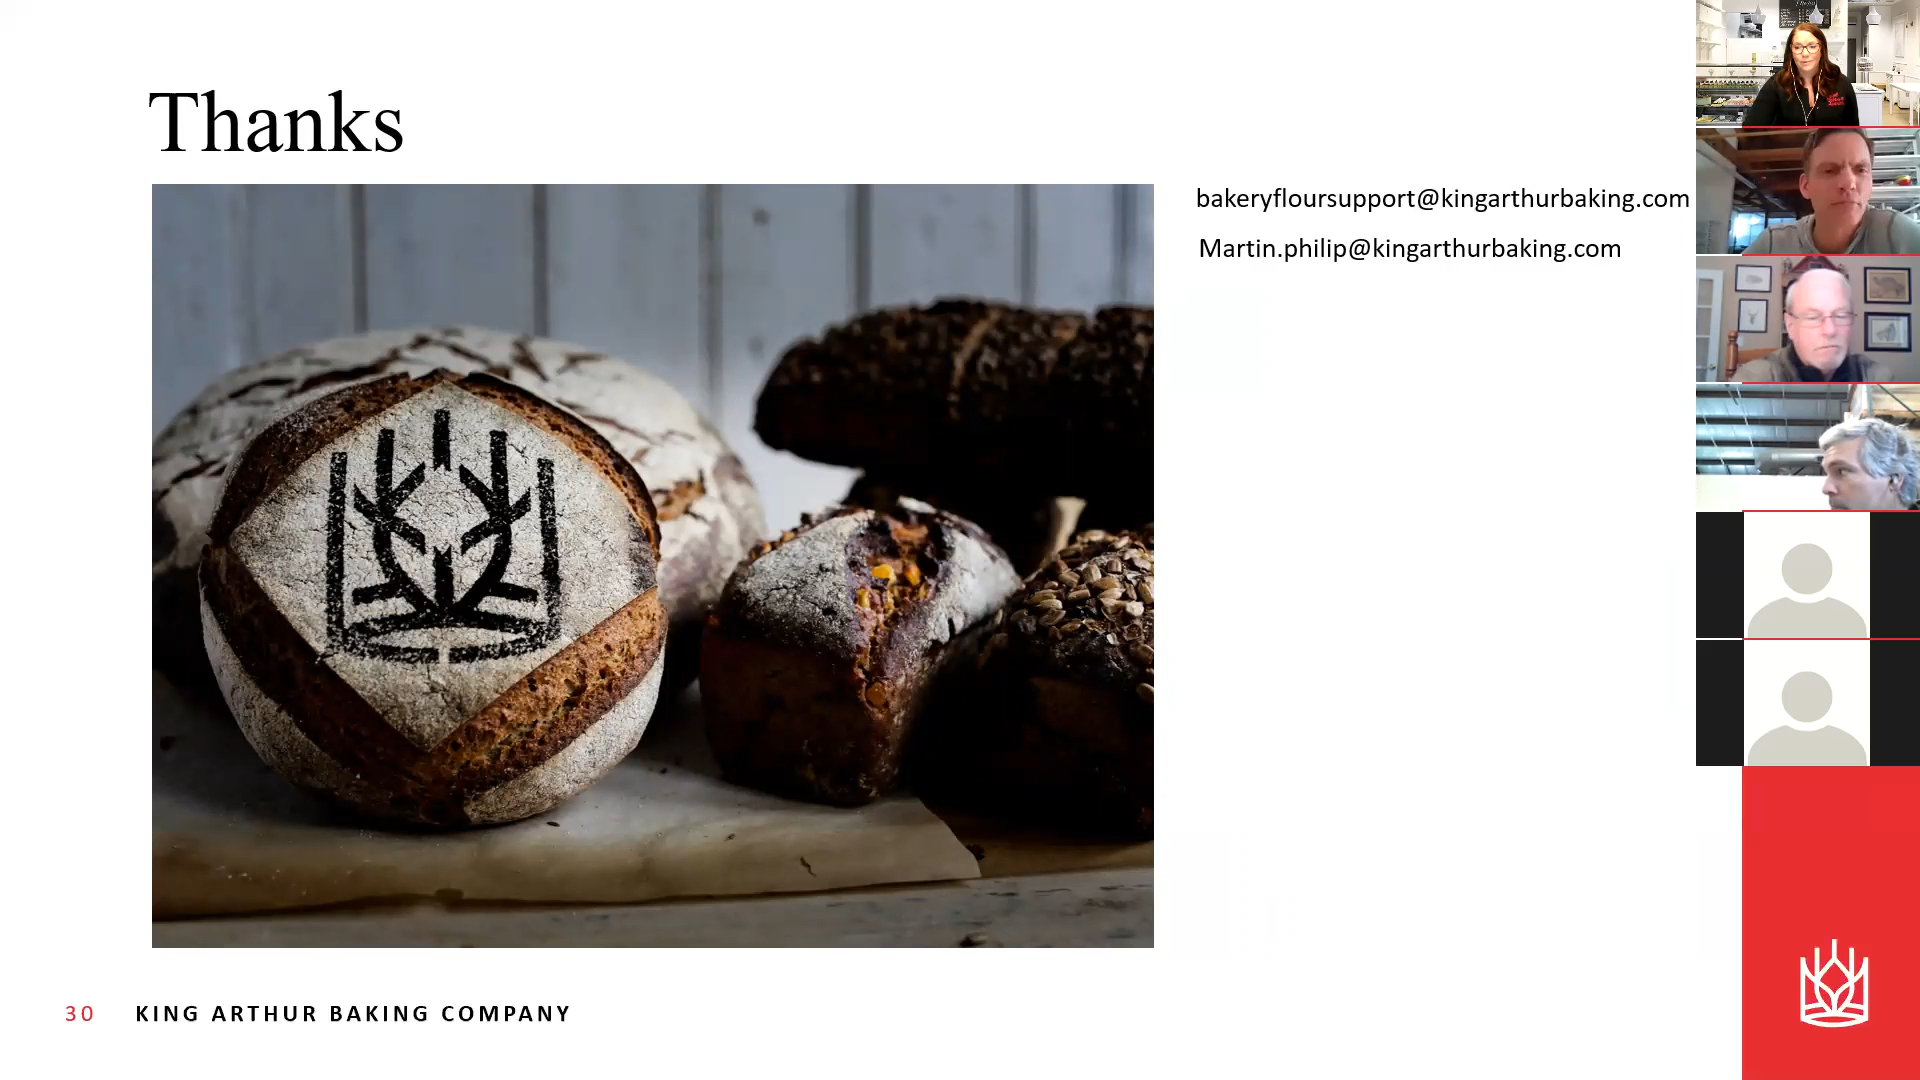 Thanks
bakeryfloursupport@kingarthurbaking.com
Martin.philip@kingarthurbaking.com
30 KING ARTHUR BAKING COMPANY